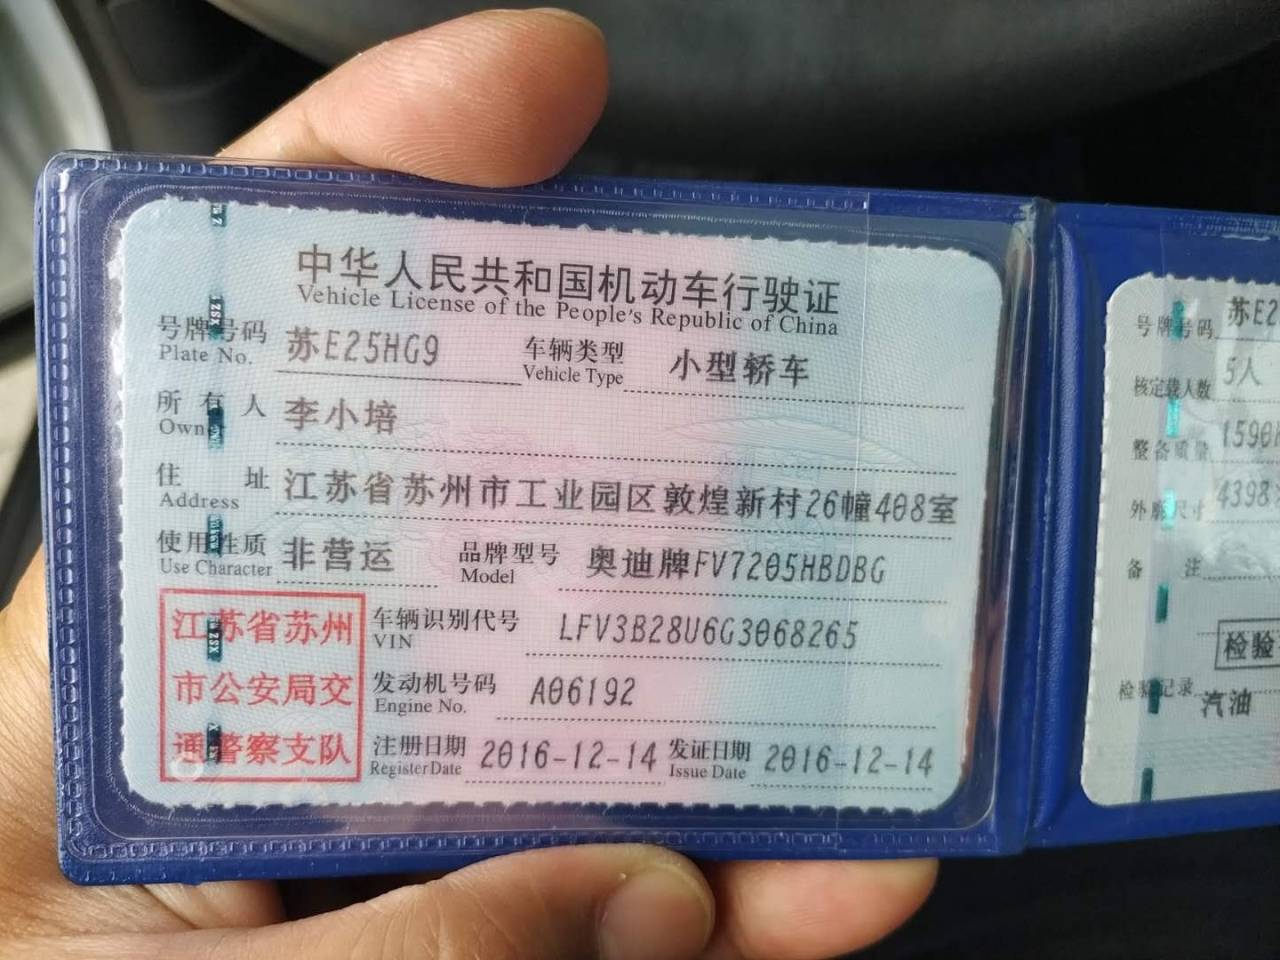 中华人民共和国机动车行驶证
Vehicle License of the People's Republic of China
号牌号码 苏E25HG9 车辆类型 小型轿车
Plate No. Vehicle Type
所有人 李小培
Owner
住址 江苏省苏州市工业园区敦煌新村26幢408室
Address
使用性质 非营运 品牌型号 奥迪牌FV7205HBDBG
Use Character Model
江苏省苏州
市公安局交
通警察支队
车辆识别代号 LFV3B28U6G3068265
VIN
发动机号码 A06192
Engine No.
注册日期 2016-12-14 发证日期 2016-12-14
Register Date Issue Date
号牌号码 苏E2
核定载人数 5人
整备质量 1590
外廓尺寸 4398
备注
检验
检验记录
汽油